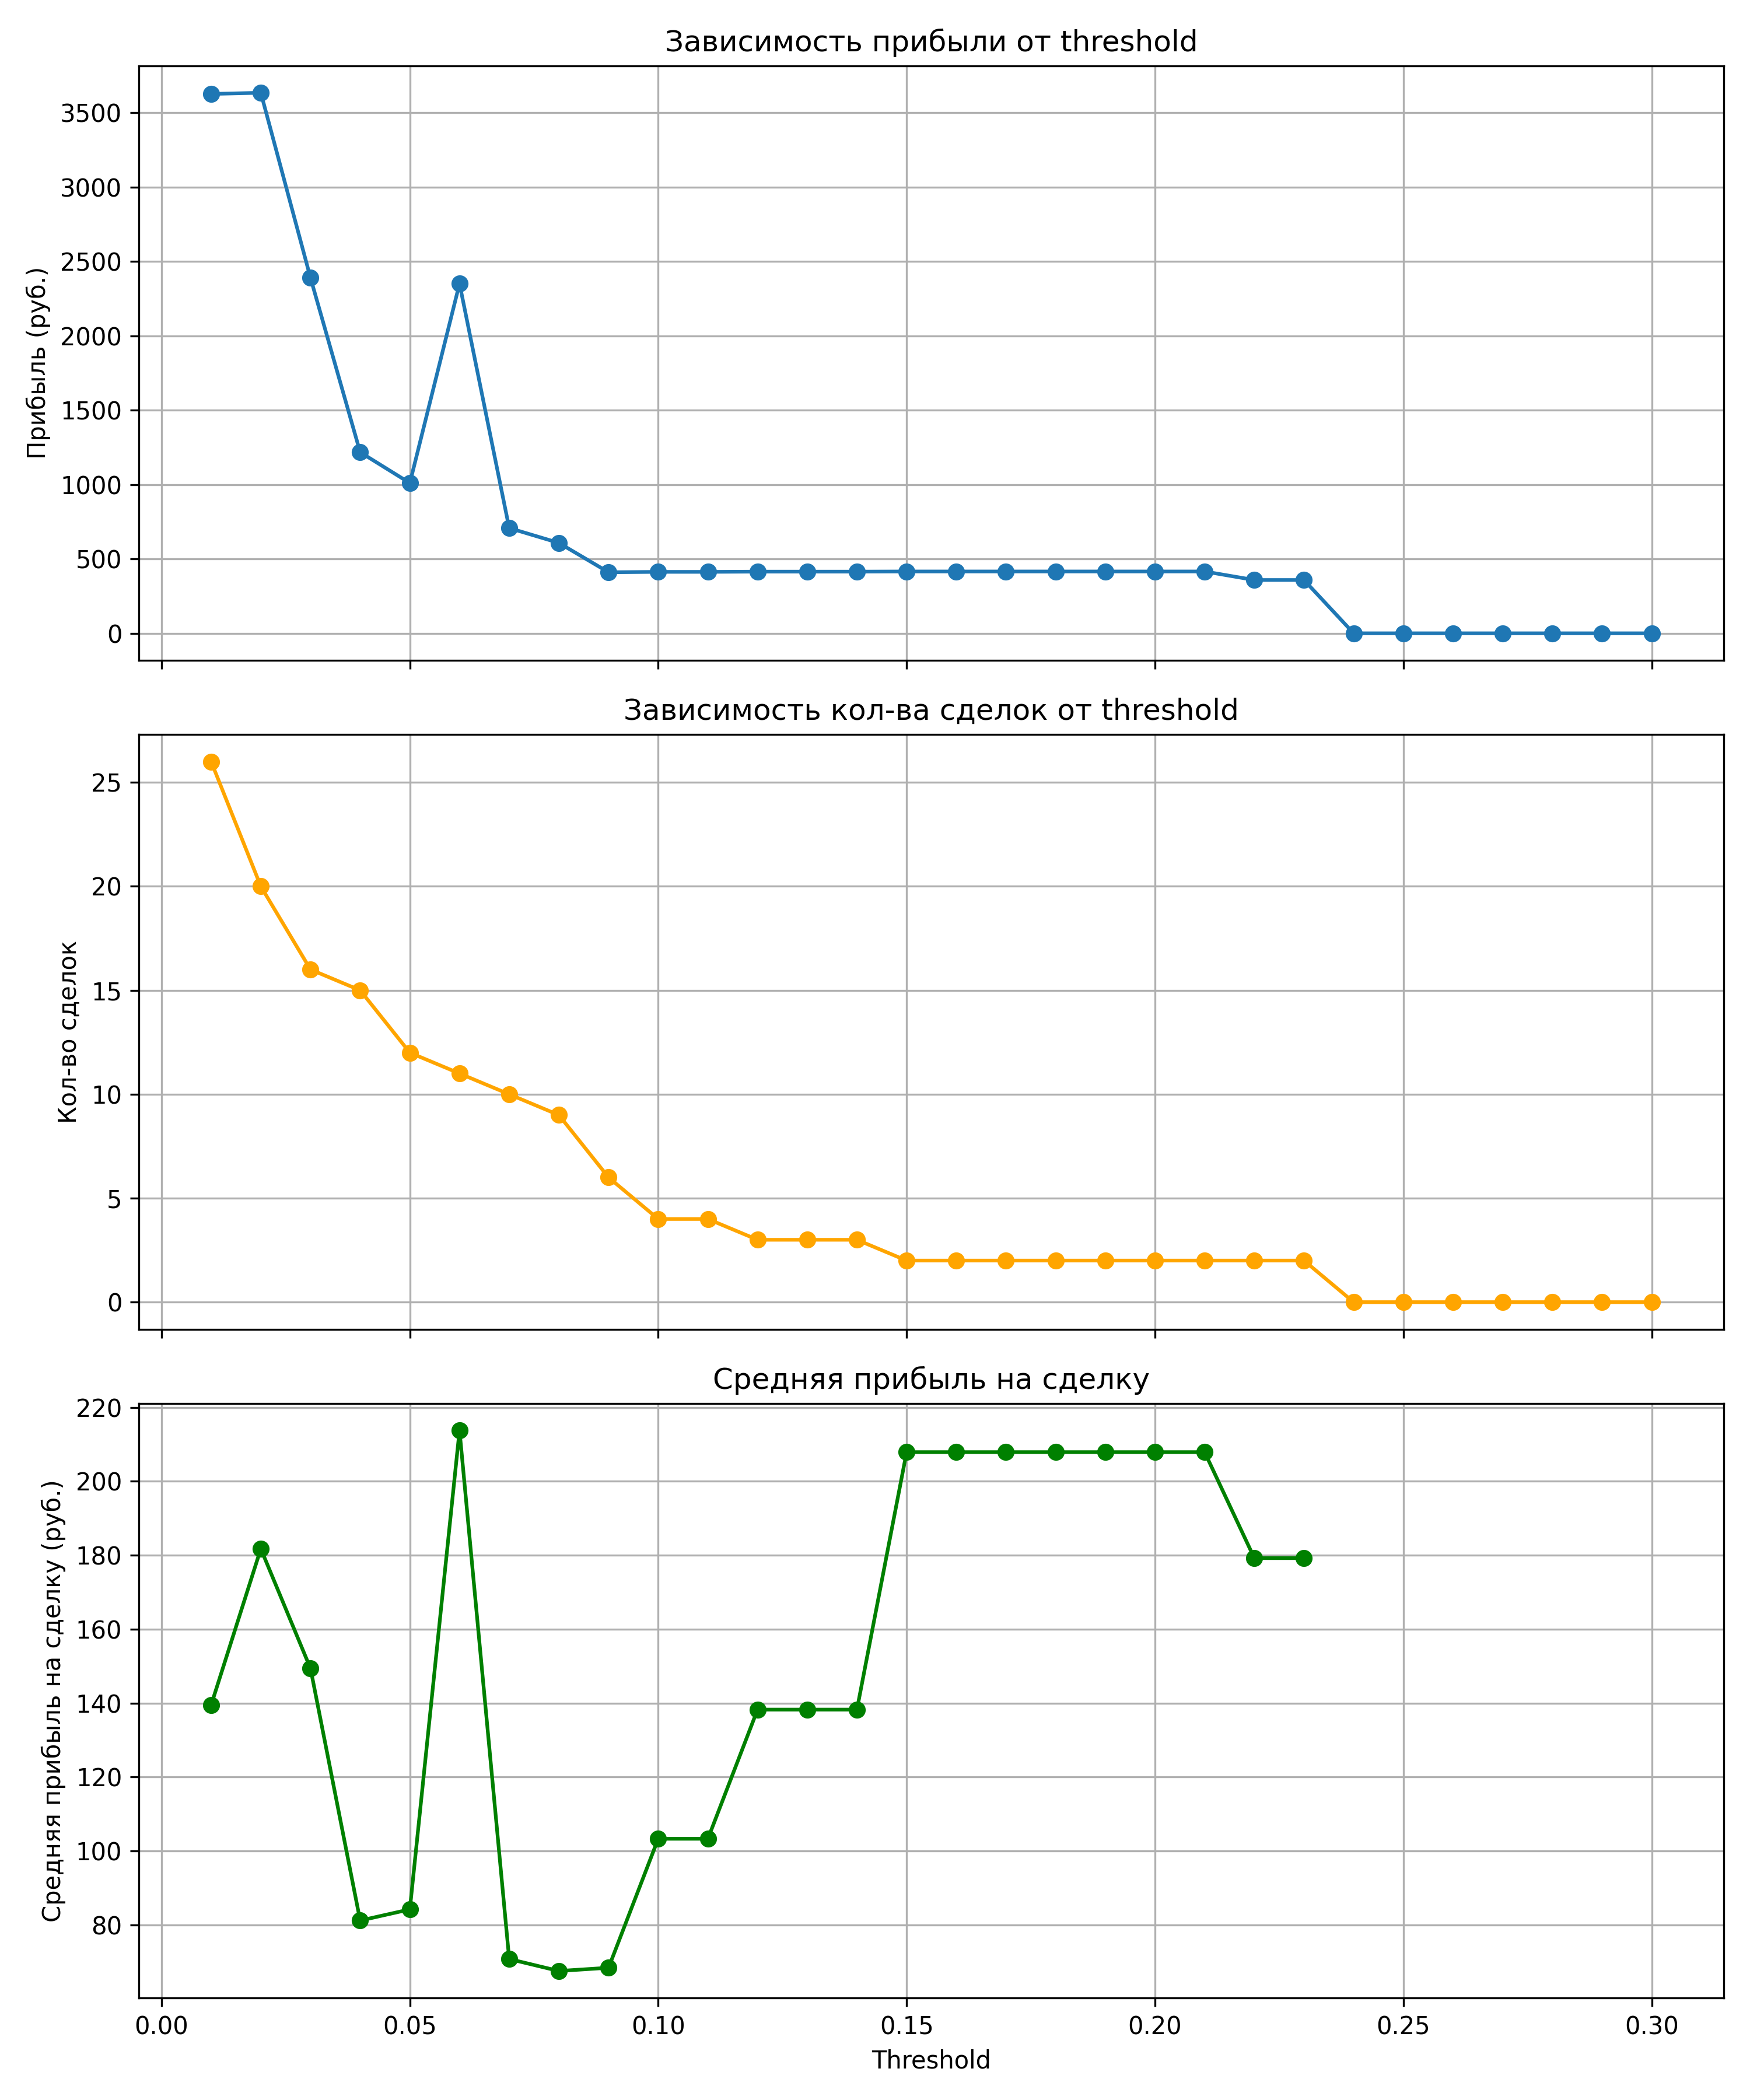 Зависимость прибыли от threshold
Прибыль (руб.)
3500
3000
2500
2000
1500
1000
500
0
Зависимость кол-ва сделок от threshold
Кол-во сделок
25
20
15
10
5
0
Средняя прибыль на сделку
Средняя прибыль на сделку (руб.)
220
200
180
160
140
120
100
80
0.00 0.05 0.10 0.15 0.20 0.25 0.30
Threshold